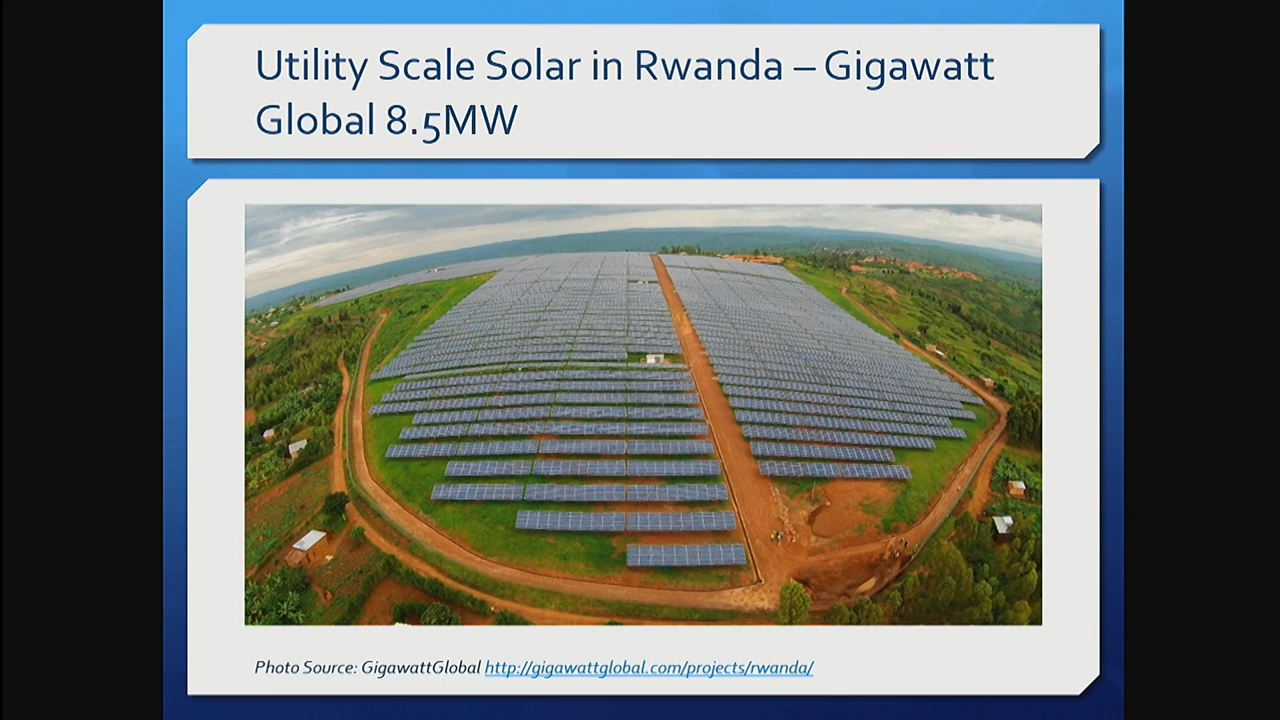 Utility Scale Solar in Rwanda – Gigawatt
Global 8.5MW
Photo Source: GigawattGlobal http://gigawattglobal.com/projects/rwanda/